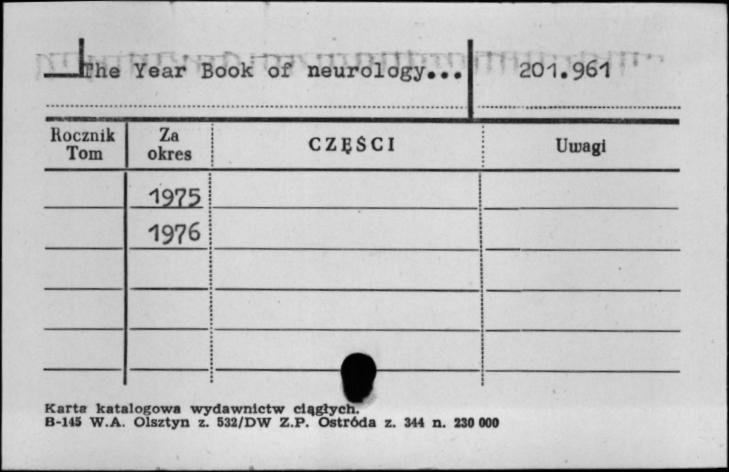 The Year Book of neurology... 201.961
Rocznik Tom Za okres CZĘŚCI Uwagi
1975
1976
Karta katalogowa wydawnictw ciągłych.
B-145 W.A. Olsztyn z. 532/DW Z.P. Ostróda z. 344 n. 230 000